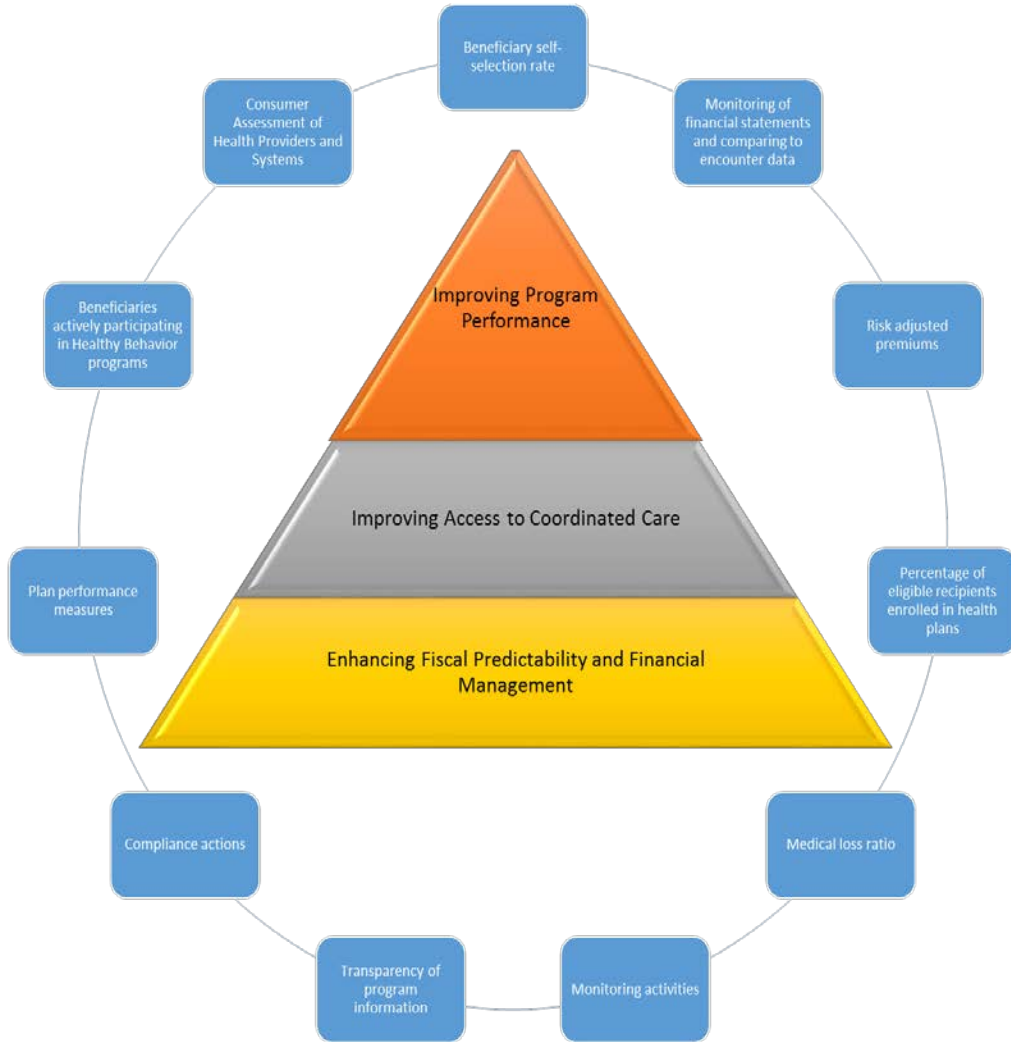 Beneficiary self-
selection rate
Monitoring of
financial statements
and comparing to
encounter data
Risk adjusted
premiums
Percentage of
eligible recipients
enrolled in health
plans
Medical loss ratio
Monitoring activities
Transparency of
program
information
Compliance actions
Plan performance
measures
Beneficiaries
actively participating
in Healthy Behavior
programs
Consumer
Assessment of
Health Providers and
Systems
Improving Program
Performance
Improving Access to Coordinated Care
Enhancing Fiscal Predictability and Financial
Management